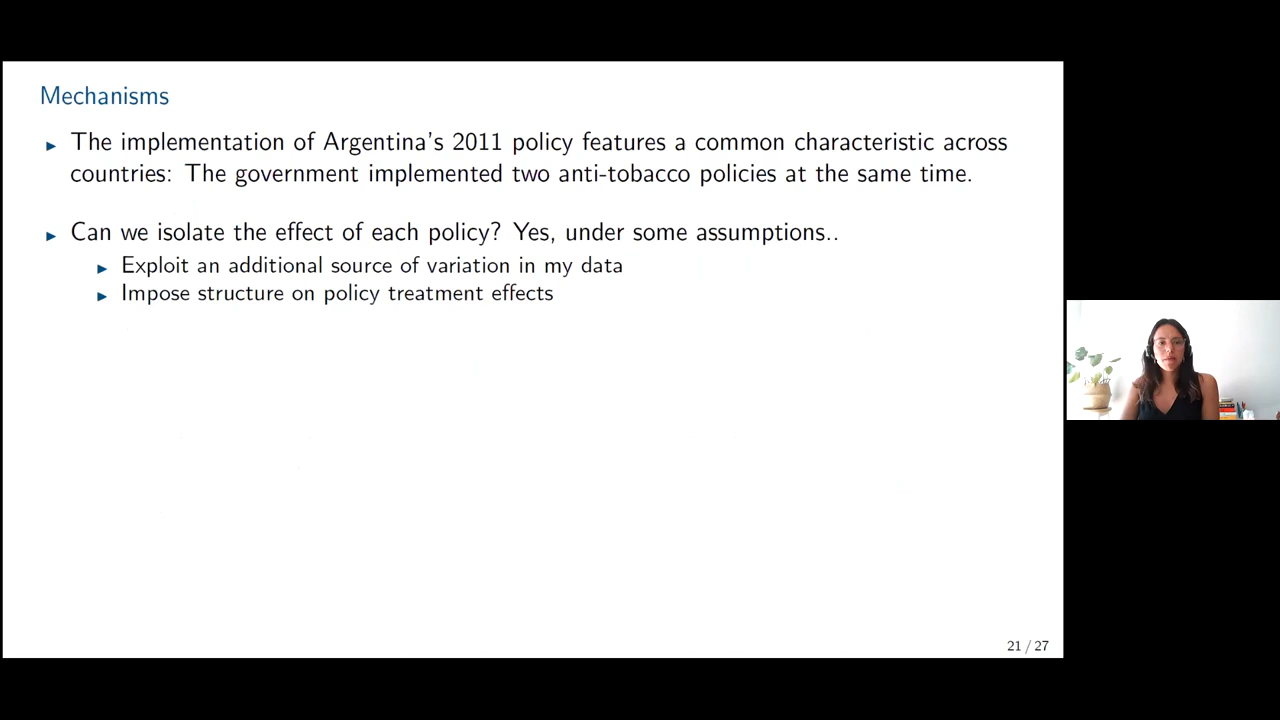 Mechanisms
▸ The implementation of Argentina's 2011 policy features a common characteristic across
countries: The government implemented two anti-tobacco policies at the same time.
▸ Can we isolate the effect of each policy? Yes, under some assumptions..
▸ Exploit an additional source of variation in my data
▸ Impose structure on policy treatment effects
21 / 27